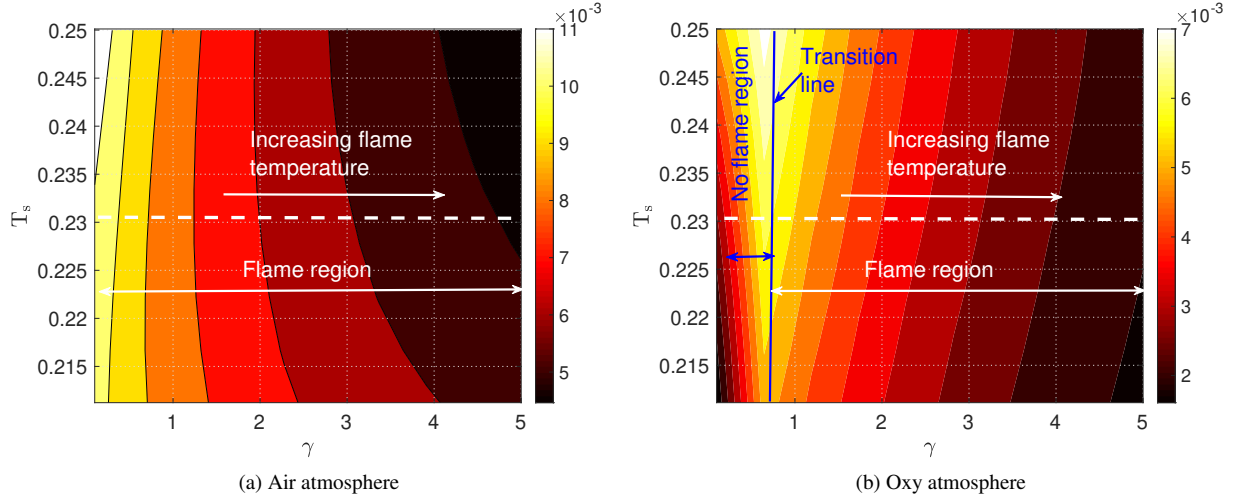 0.25
0.245
0.24
0.235
0.23
0.225
0.22
0.215
T_s
1
2
3
4
5
γ
Increasing flame
temperature
Flame region
×10⁻³
11
10
9
8
7
6
5
(a) Air atmosphere
0.25
0.245
0.24
0.235
0.23
0.225
0.22
0.215
T_s
1
2
3
4
5
γ
No flame region
Transition
line
Increasing flame
temperature
Flame region
×10⁻³
7
6
5
4
3
2
(b) Oxy atmosphere